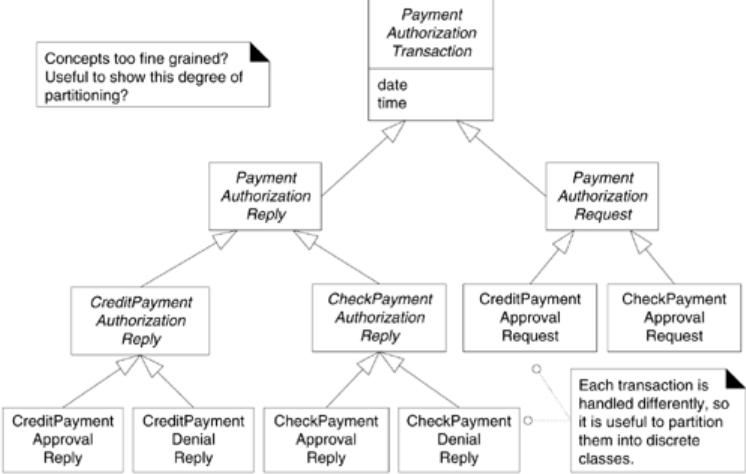 Payment
Authorization
Transaction
date
time
Concepts too fine grained?
Useful to show this degree of
partitioning?
Payment
Authorization
Reply
Payment
Authorization
Request
CreditPayment
Authorization
Reply
CheckPayment
Authorization
Reply
CreditPayment
Approval
Request
CheckPayment
Approval
Request
Each transaction is
handled differently, so
it is useful to partition
them into discrete
classes.
CreditPayment
Approval
Reply
CreditPayment
Denial
Reply
CheckPayment
Approval
Reply
CheckPayment
Denial
Reply